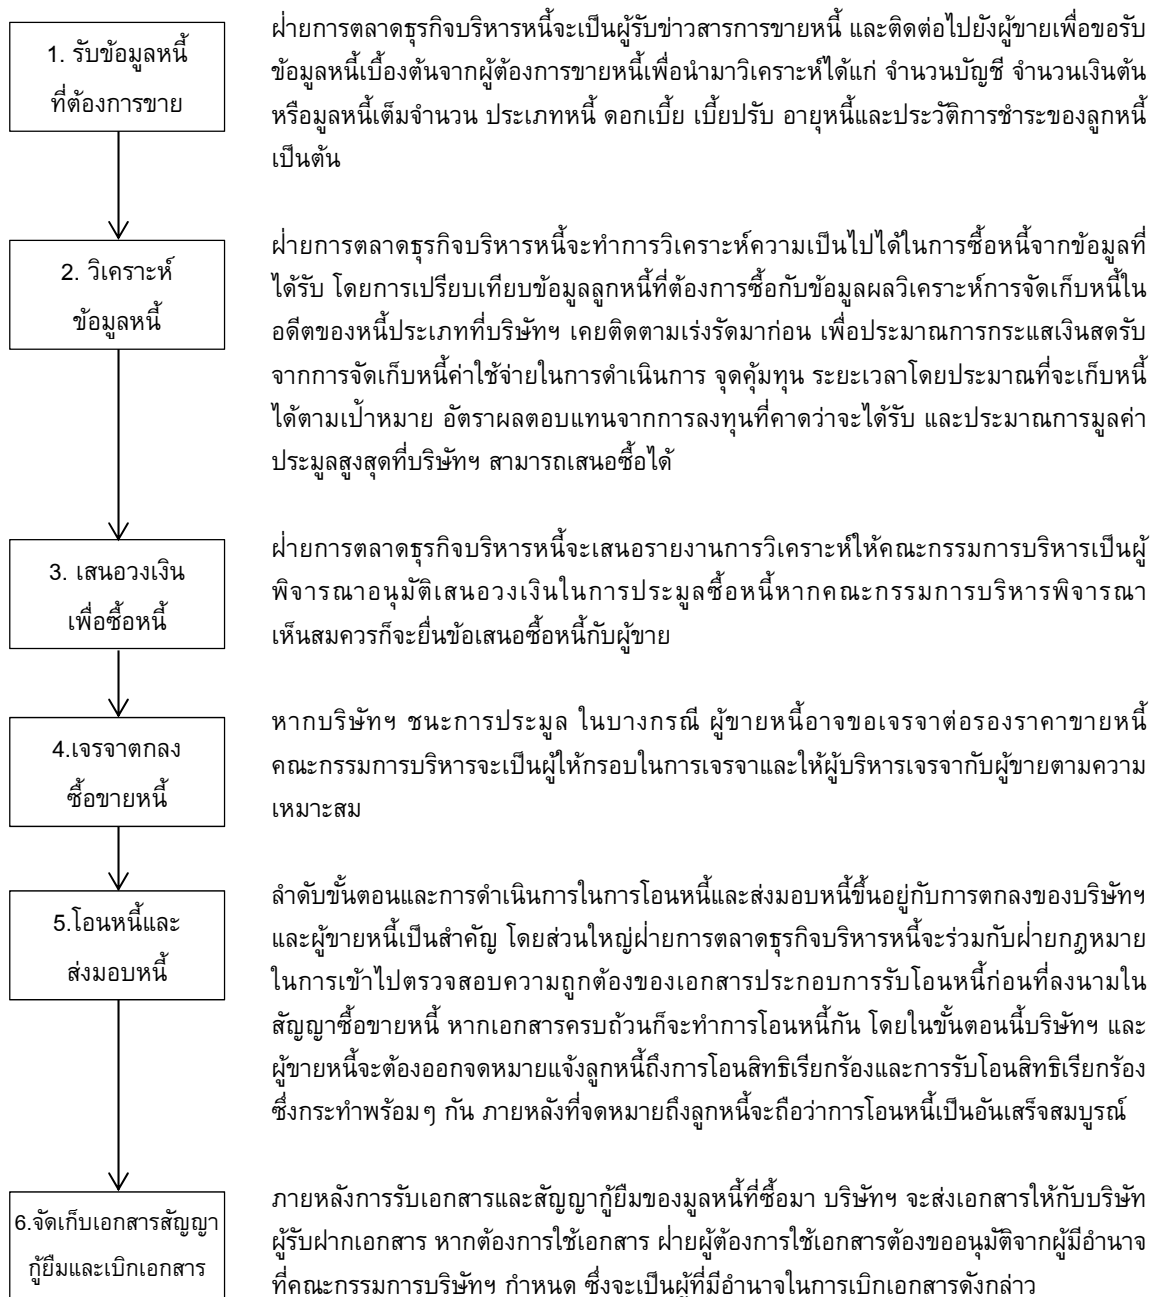 1. รับข้อมูลหนี้
ที่ต้องการขาย
ฝ่ายการตลาดธุรกิจบริหารหนี้จะเป็นผู้รับข่าวสารการขายหนี้ และติดต่อไปยังผู้ขายเพื่อขอรับ
ข้อมูลหนี้เบื้องต้นจากผู้ต้องการขายหนี้เพื่อนำมาวิเคราะห์ได้แก่ จำนวนบัญชี จำนวนเงินต้น
หรือมูลหนี้เต็มจำนวน ประเภทหนี้ ดอกเบี้ย เบี้ยปรับ อายุหนี้และประวัติการชำระของลูกหนี้
เป็นต้น
2. วิเคราะห์
ข้อมูลหนี้
ฝ่ายการตลาดธุรกิจบริหารหนี้จะทำการวิเคราะห์ความเป็นไปได้ในการซื้อหนี้จากข้อมูลที่
ได้รับ โดยการเปรียบเทียบข้อมูลลูกหนี้ที่ต้องการซื้อกับข้อมูลผลวิเคราะห์การจัดเก็บหนี้ใน
อดีตของหนี้ประเภทที่บริษัทฯ เคยติดตามเร่งรัดมาก่อน เพื่อประมาณการกระแสเงินสดรับ
จากการจัดเก็บหนี้ค่าใช้จ่ายในการดำเนินการ จุดคุ้มทุน ระยะเวลาโดยประมาณที่จะเก็บหนี้
ได้ตามเป้าหมาย อัตราผลตอบแทนจากการลงทุนที่คาดว่าจะได้รับ และประมาณการมูลค่า
ประมูลสูงสุดที่บริษัทฯ สามารถเสนอซื้อได้
3. เสนอวงเงิน
เพื่อซื้อหนี้
ฝ่ายการตลาดธุรกิจบริหารหนี้จะเสนอรายงานการวิเคราะห์ให้คณะกรรมการบริหารเป็นผู้
พิจารณาอนุมัติเสนอวงเงินในการประมูลซื้อหนี้หากคณะกรรมการบริหารพิจารณา
เห็นสมควรก็จะยื่นข้อเสนอซื้อหนี้กับผู้ขาย
4.เจรจาตกลง
ซื้อขายหนี้
หากบริษัทฯ ชนะการประมูล ในบางกรณี ผู้ขายหนี้อาจขอเจรจาต่อรองราคาขายหนี้
คณะกรรมการบริหารจะเป็นผู้ให้กรอบในการเจรจาและให้ผู้บริหารเจรจากับผู้ขายตามความ
เหมาะสม
5.โอนหนี้และ
ส่งมอบหนี้
ลำดับขั้นตอนและการดำเนินการในการโอนหนี้และส่งมอบหนี้ขึ้นอยู่กับการตกลงของบริษัทฯ
และผู้ขายหนี้เป็นสำคัญ โดยส่วนใหญ่ฝ่ายการตลาดธุรกิจบริหารหนี้จะร่วมกับฝ่ายกฎหมาย
ในการเข้าไปตรวจสอบความถูกต้องของเอกสารประกอบการรับโอนหนี้ก่อนที่ลงนามใน
สัญญาซื้อขายหนี้ หากเอกสารครบถ้วนก็จะทำการโอนหนี้กัน โดยในขั้นตอนนี้บริษัทฯ และ
ผู้ขายหนี้จะต้องออกจดหมายแจ้งลูกหนี้ถึงการโอนสิทธิเรียกร้องและการรับโอนสิทธิเรียกร้อง
ซึ่งกระทำพร้อมๆ กัน ภายหลังที่จดหมายถึงลูกหนี้จะถือว่าการโอนหนี้เป็นอันเสร็จสมบูรณ์
6.จัดเก็บเอกสารสัญญา
กู้ยืมและเบิกเอกสาร
ภายหลังการรับเอกสารและสัญญากู้ยืมของมูลหนี้ที่ซื้อมา บริษัทฯ จะส่งเอกสารให้กับบริษัท
ผู้รับฝากเอกสาร หากต้องการใช้เอกสาร ฝ่ายผู้ต้องการใช้เอกสารต้องขออนุมัติจากผู้มีอำนาจ
ที่คณะกรรมการบริษัทฯ กำหนด ซึ่งจะเป็นผู้ที่มีอำนาจในการเบิกเอกสารดังกล่าว